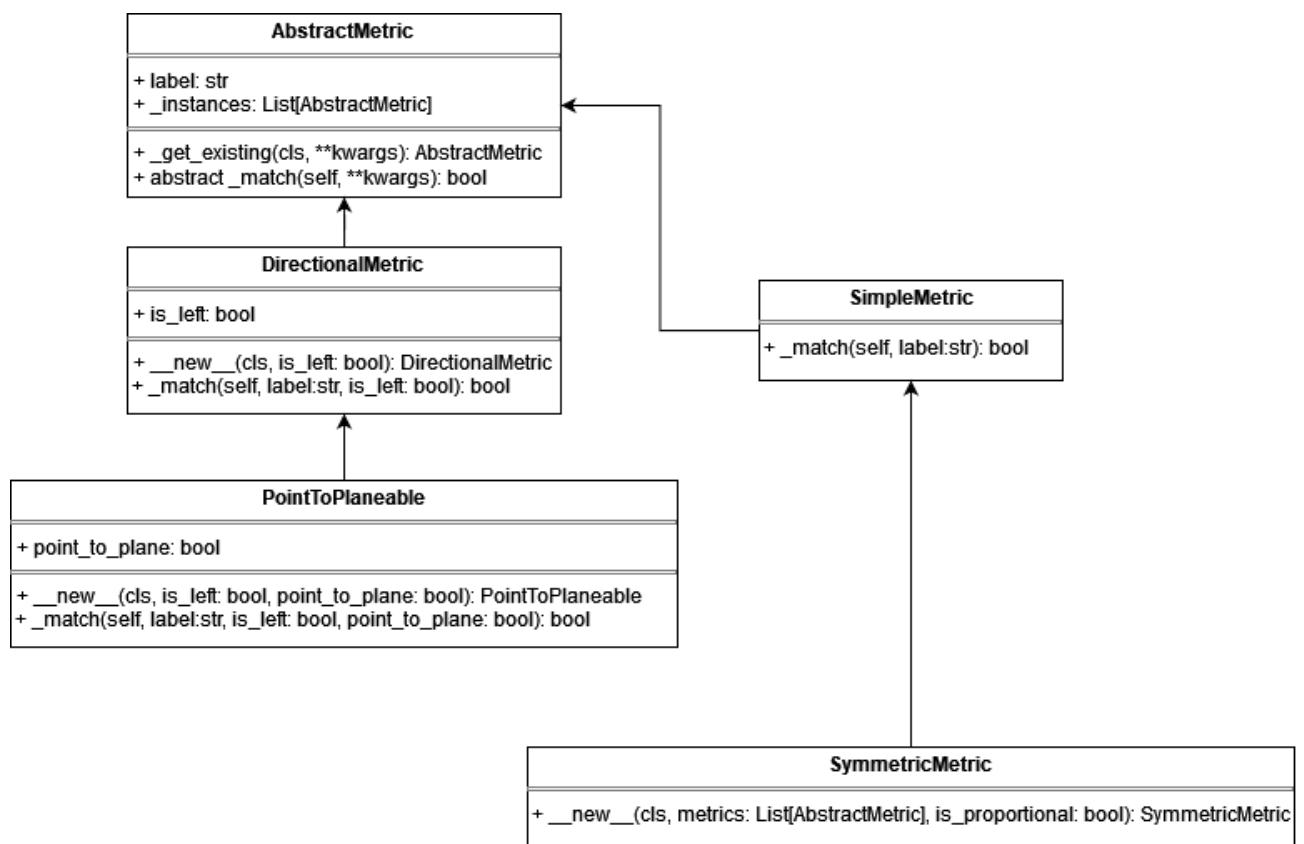 AbstractMetric
+ label: str
+ _instances: List[AbstractMetric]
+ _get_existing(cls, **kwargs): AbstractMetric
+ abstract _match(self, **kwargs): bool
DirectionalMetric
+ is_left: bool
+ __new__(cls, is_left: bool): DirectionalMetric
+ _match(self, label:str, is_left: bool): bool
SimpleMetric
+ _match(self, label:str): bool
PointToPlaneable
+ point_to_plane: bool
+ __new__(cls, is_left: bool, point_to_plane: bool): PointToPlaneable
+ _match(self, label:str, is_left: bool, point_to_plane: bool): bool
SymmetricMetric
+ __new__(cls, metrics: List[AbstractMetric], is_proportional: bool): SymmetricMetric